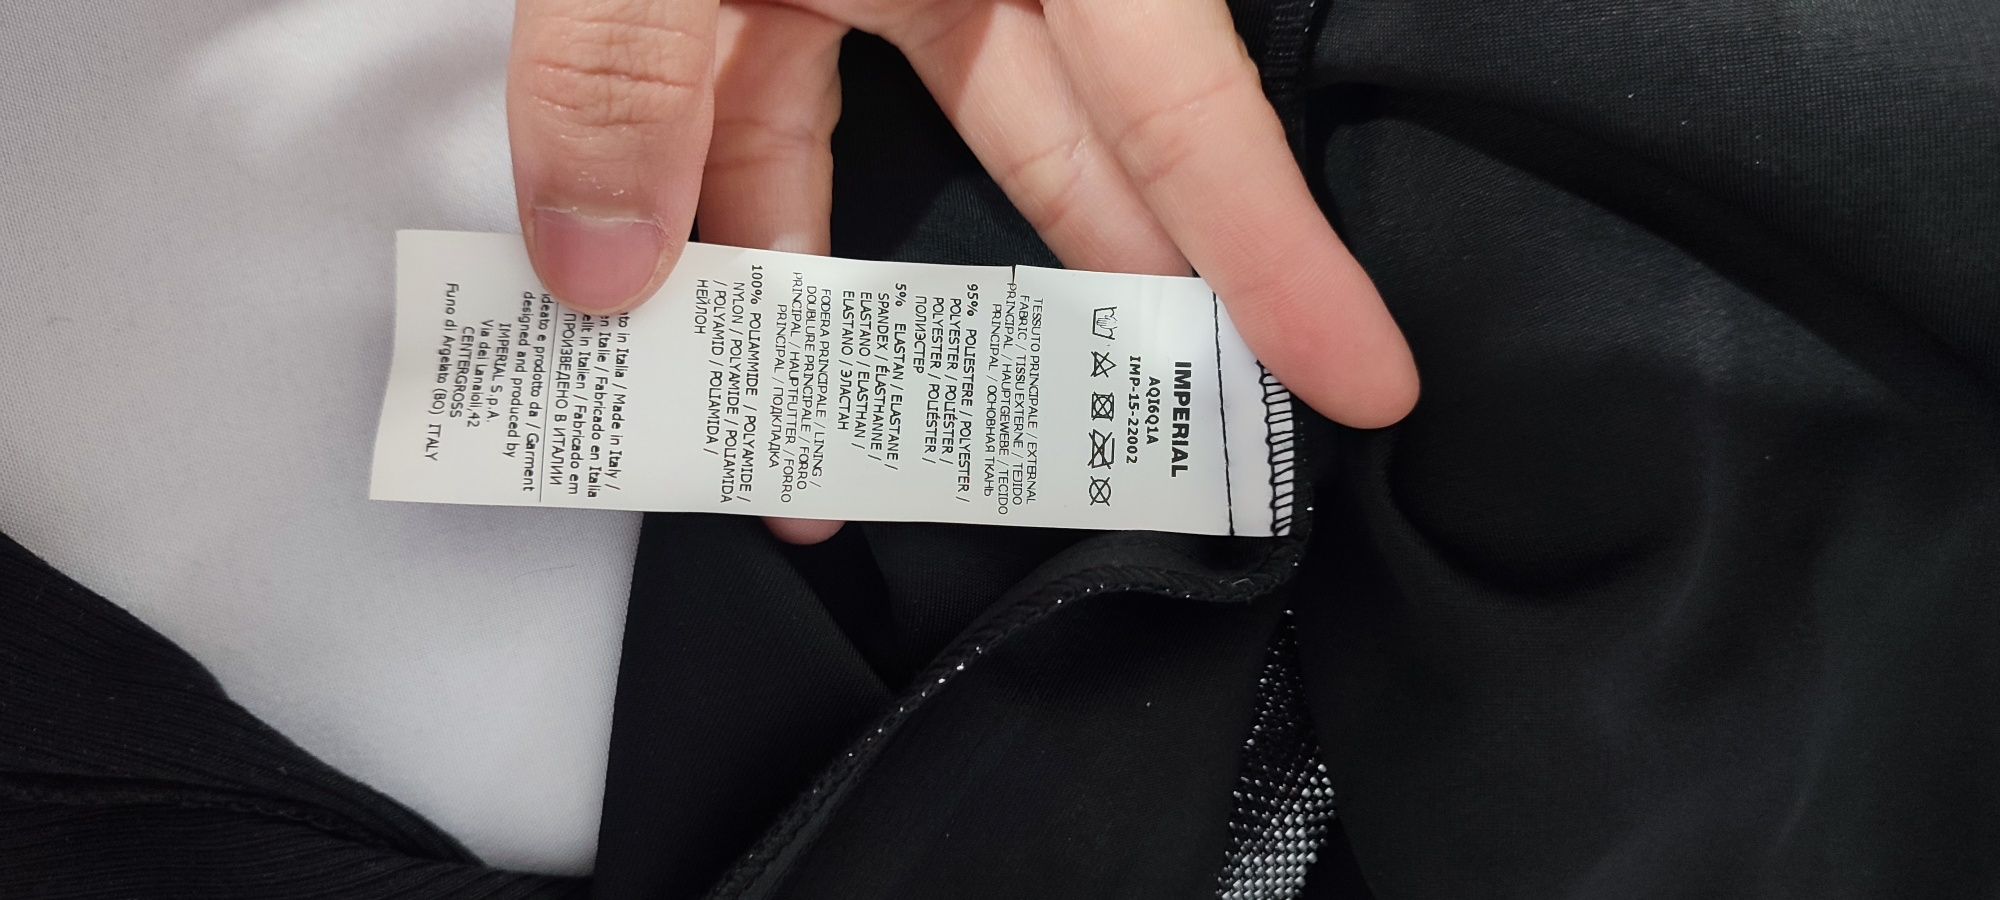 IMPERIAL
AQI6Q1A
IMP-15-22002
TESSUTO PRINCIPALE / EXTERNAL
FABRIC / TISSU EXTERNE / TEJIDO
PRINCIPAL / HAUPTGEWEBE / TECIDO
PRINCIPAL / ОСНОВНАЯ ТКАНЬ
95% POLIESTERE / POLYESTER /
POLYESTER / POLIÉSTER /
POLYESTER / POLIÉSTER /
ПОЛИЭСТЕР
5% ELASTAN / ELASTANE /
SPANDEX / ÉLASTHANNE /
ELASTANO / ELASTHAN /
ELASTANO / ЭЛАСТАН
FODERA PRINCIPALE / LINING /
DOUBLURE PRINCIPALE / FORRO
PRINCIPAL / HAUPTFUTTER / FORRO
PRINCIPAL / ПОДКЛАДКА
100% POLIAMMIDE / POLYAMIDE /
NYLON / POLYAMIDE / POLIAMIDA
/ POLYAMID / POLIAMIDA /
НЕЙЛОН
in Italia / Made in Italy /
en Italie / Fabricado en Italia
in Italien / Fabricado em
ПРОИЗВЕДЕНО В ИТАЛИИ
Ideato e prodotto da / Garment
designed and produced by
IMPERIAL S.p.A.
Via dei Lanaioli,42
CENTERGROSS
Funo di Argelato (BO) ITALY